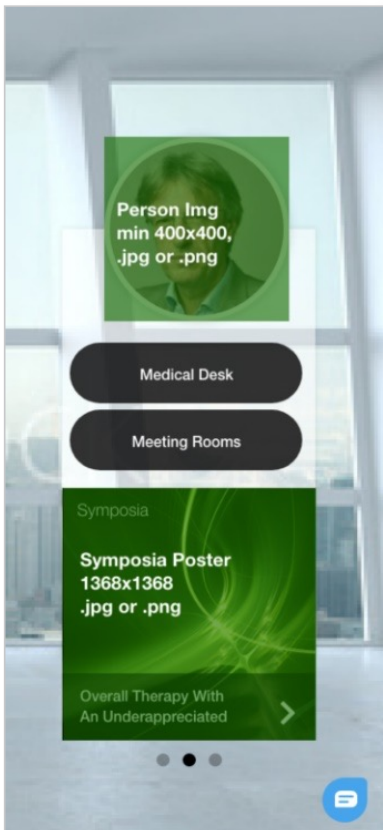 Person Img
min 400x400,
.jpg or .png
Medical Desk
Meeting Rooms
Symposia
Symposia Poster
1368x1368
.jpg or .png
Overall Therapy With
An Underappreciated